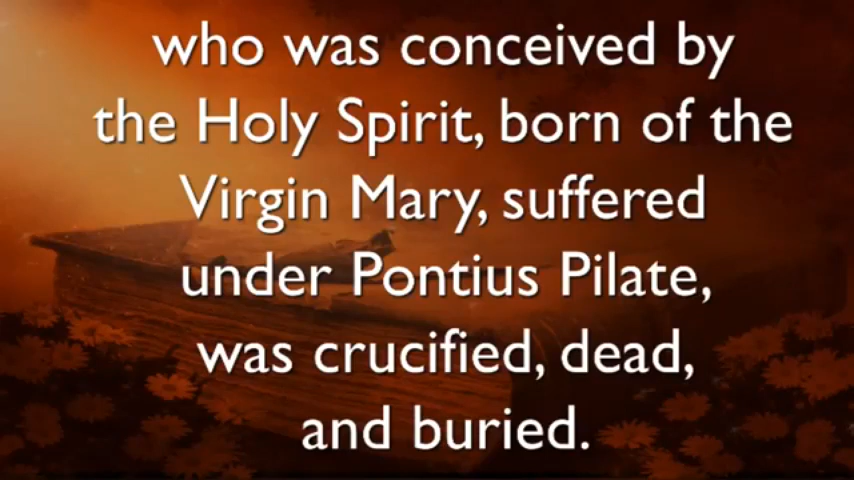 who was conceived by
the Holy Spirit, born of the
Virgin Mary, suffered
under Pontius Pilate,
was crucified, dead,
and buried.